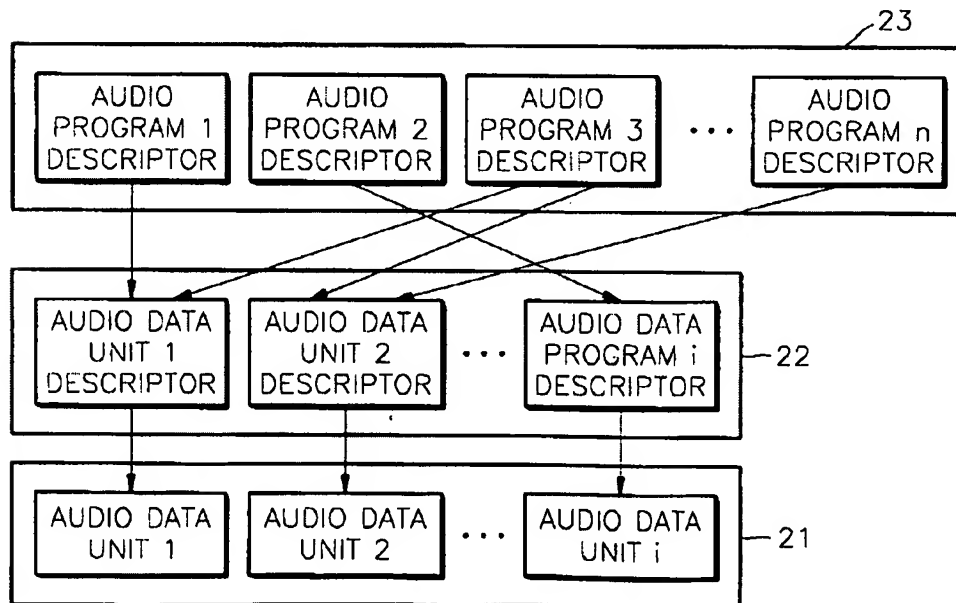 23
AUDIO
PROGRAM 1
DESCRIPTOR
AUDIO
PROGRAM 2
DESCRIPTOR
AUDIO
PROGRAM 3
DESCRIPTOR
...
AUDIO
PROGRAM n
DESCRIPTOR
AUDIO DATA
UNIT 1
DESCRIPTOR
AUDIO DATA
UNIT 2
DESCRIPTOR
...
AUDIO DATA
PROGRAM i
DESCRIPTOR
22
AUDIO DATA
UNIT 1
AUDIO DATA
UNIT 2
...
AUDIO DATA
UNIT i
21